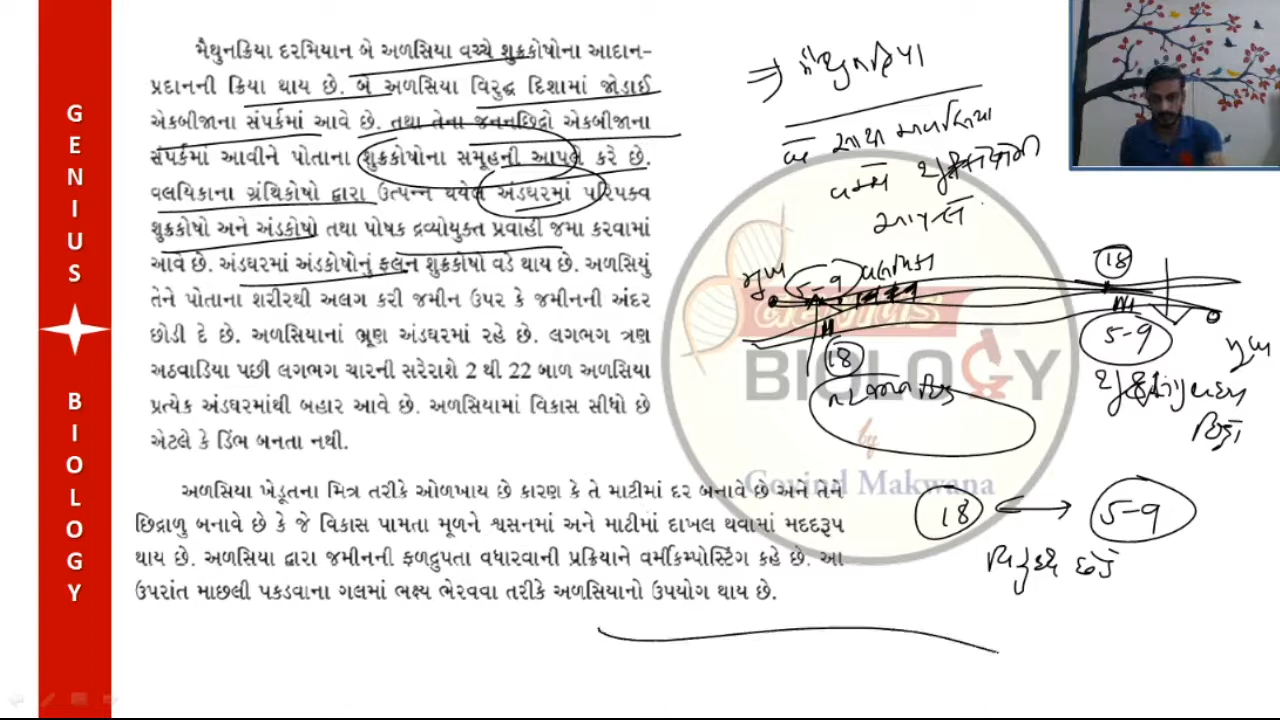 GENIUS BIOLOGY
મૈથુનક્રિયા દરમિયાન બે અળસિયા વચ્ચે શુક્રકોષોના આદાન-
પ્રદાનની ક્રિયા થાય છે. બે અળસિયા વિરુદ્ધ દિશામાં જોડાઈ
એકબીજાના સંપર્કમાં આવે છે. તથા તેના જનનછિદ્રો એકબીજાના
સંપર્કમાં આવીને પોતાના શુક્રકોષોના સમૂહની આપલે કરે છે.
વલયિકાના ગ્રંથિકોષો દ્વારા ઉત્પન્ન થયેલ અંડઘરમાં પરિપક્વ
શુક્રકોષો અને અંડકોષો તથા પોષક દ્રવ્યોયુક્ત પ્રવાહી જમા કરવામાં
આવે છે. અંડઘરમાં અંડકોષોનું ફલન શુક્રકોષો વડે થાય છે. અળસિયું
તેને પોતાના શરીરથી અલગ કરી જમીન ઉપર કે જમીનની અંદર
છોડી દે છે. અળસિયાનાં ભ્રૂણ અંડઘરમાં રહે છે. લગભગ ત્રણ
અઠવાડિયા પછી લગભગ ચારની સરેરાશે 2 થી 22 બાળ અળસિયા
પ્રત્યેક અંડઘરમાંથી બહાર આવે છે. અળસિયામાં વિકાસ સીધો છે
એટલે કે ડિંભ બનતા નથી.
અળસિયા ખેડૂતના મિત્ર તરીકે ઓળખાય છે કારણ કે તે માટીમાં દર બનાવે છે અને તેને
છિદ્રાળુ બનાવે છે કે જે વિકાસ પામતા મૂળને શ્વસનમાં અને માટીમાં દાખલ થવામાં મદદરૂપ
થાય છે. અળસિયા દ્વારા જમીનની ફળદ્રુપતા વધારવાની પ્રક્રિયાને વર્મીકમ્પોસ્ટિંગ કહે છે. આ
ઉપરાંત માછલી પકડવાના ગલમાં ભક્ષ્ય ભેરવવા તરીકે અળસિયાનો ઉપયોગ થાય છે.
⇒ મૈથુનક્રિયા
મુખ 5-9 વલયિકા 18
18 5-9 મુખ
નરજનન છિદ્ર
BIOLOGY
by
Govind Makwana
18 ↔ 5-9